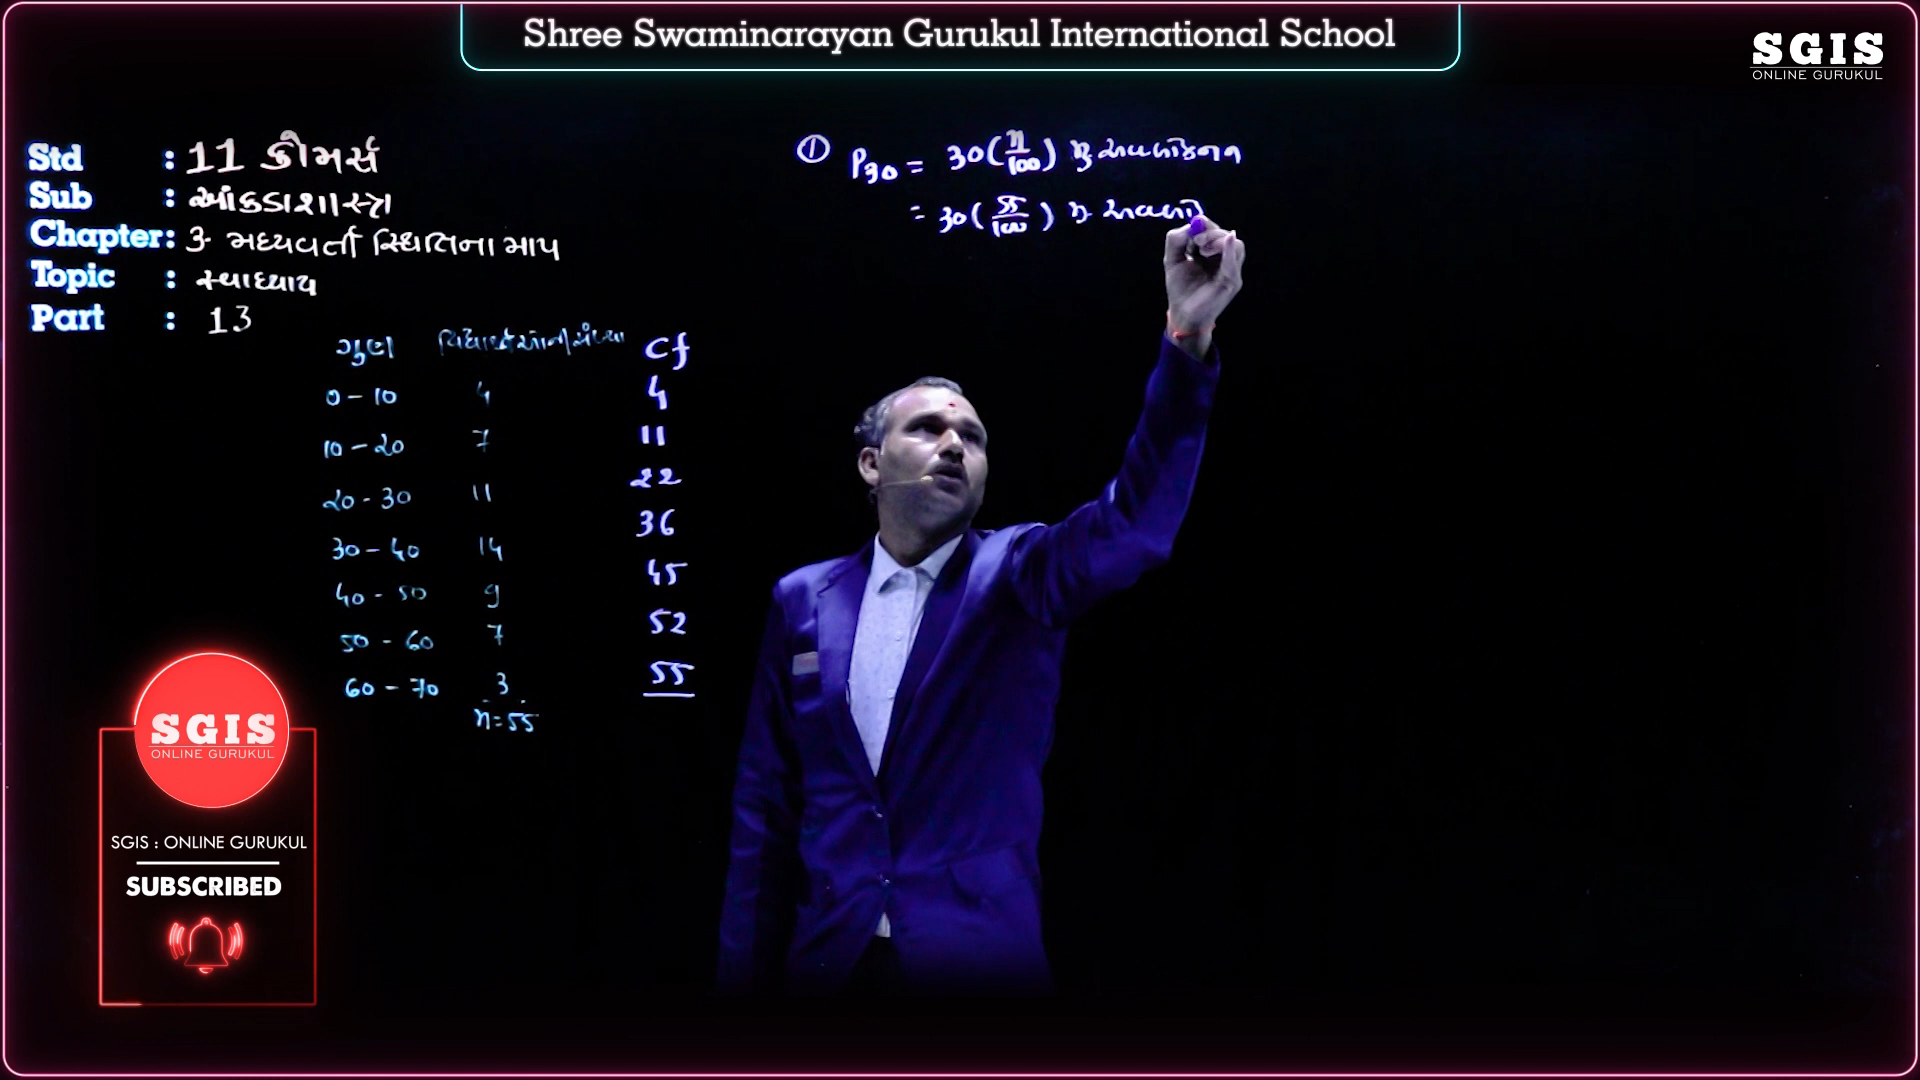 Shree Swaminarayan Gurukul International School
SGIS
ONLINE GURUKUL
Std : 11 કૉમર્સ
Sub : આંકડાશાસ્ત્ર
Chapter: 3. મધ્યવર્તી સ્થિતિના માપ
Topic : સ્વાધ્યાય
Part : 13
① P30 = 30(n/100) મુ અવલોકન
= 30(55/100) મુ અવલો
ગુણ વિદ્યાર્થીઓની સંખ્યા Cf
0 - 10 4 4
10 - 20 7 11
20 - 30 11 22
30 - 40 14 36
40 - 50 9 45
50 - 60 7 52
60 - 70 3 55
n = 55
SGIS
ONLINE GURUKUL
SGIS : ONLINE GURUKUL
SUBSCRIBED